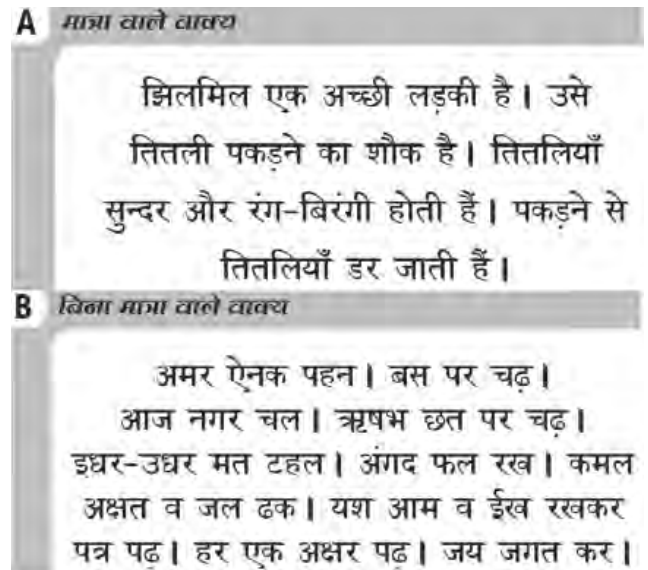 A मात्रा वाले वाक्य
झिलमिल एक अच्छी लड़की है। उसे
तितली पकड़ने का शौक है। तितलियाँ
सुन्दर और रंग-बिरंगी होती हैं। पकड़ने से
तितलियाँ डर जाती हैं।
B बिना मात्रा वाले वाक्य
अमर ऐनक पहन। बस पर चढ़।
आज नगर चल। ऋषभ छत पर चढ़।
इधर-उधर मत टहल। अंगद फल रख। कमल
अक्षत व जल ढक। यश आम व ईख रखकर
पत्र पढ़। हर एक अक्षर पढ़। जय जगत कर।